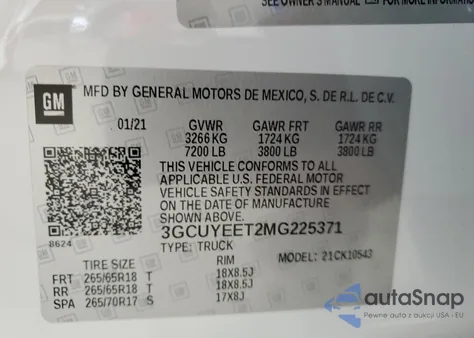 SEE OWNER'S MANUAL
GM
MFD BY GENERAL MOTORS DE MEXICO, S. DE R.L. DE C.V.
01/21 GVWR GAWR FRT GAWR RR
3266 KG 1724 KG 1724 KG
7200 LB 3800 LB 3800 LB
THIS VEHICLE CONFORMS TO ALL
APPLICABLE U.S. FEDERAL MOTOR
VEHICLE SAFETY STANDARDS IN EFFECT
ON THE DATE OF MANUFACTURE
SHOWN ABOVE.
8624
3GCUYEET2MG225371
TYPE: TRUCK MODEL: 21CK10543
TIRE SIZE RIM
FRT 265/65R18 T 18X8.5J
RR 265/65R18 T 18X8.5J
SPA 265/70R17 S 17X8J
autaSnap
Pewne auta z aukcji USA - EU